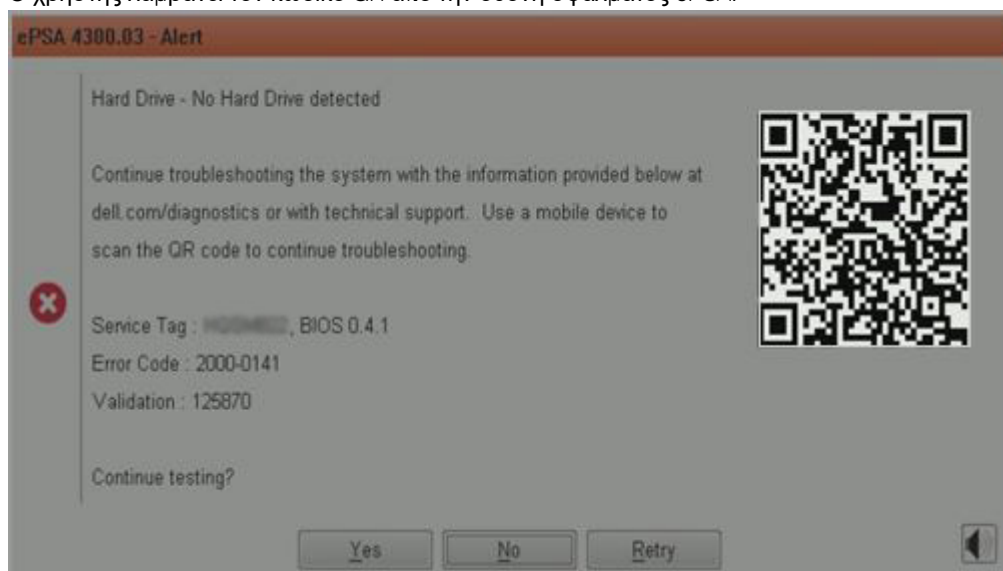 ePSA 4300.03 - Alert
Hard Drive - No Hard Drive detected
Continue troubleshooting the system with the information provided below at
dell.com/diagnostics or with technical support. Use a mobile device to
scan the QR code to continue troubleshooting.
Service Tag : , BIOS 0.4.1
Error Code : 2000-0141
Validation : 125870
Continue testing?
Yes No Retry